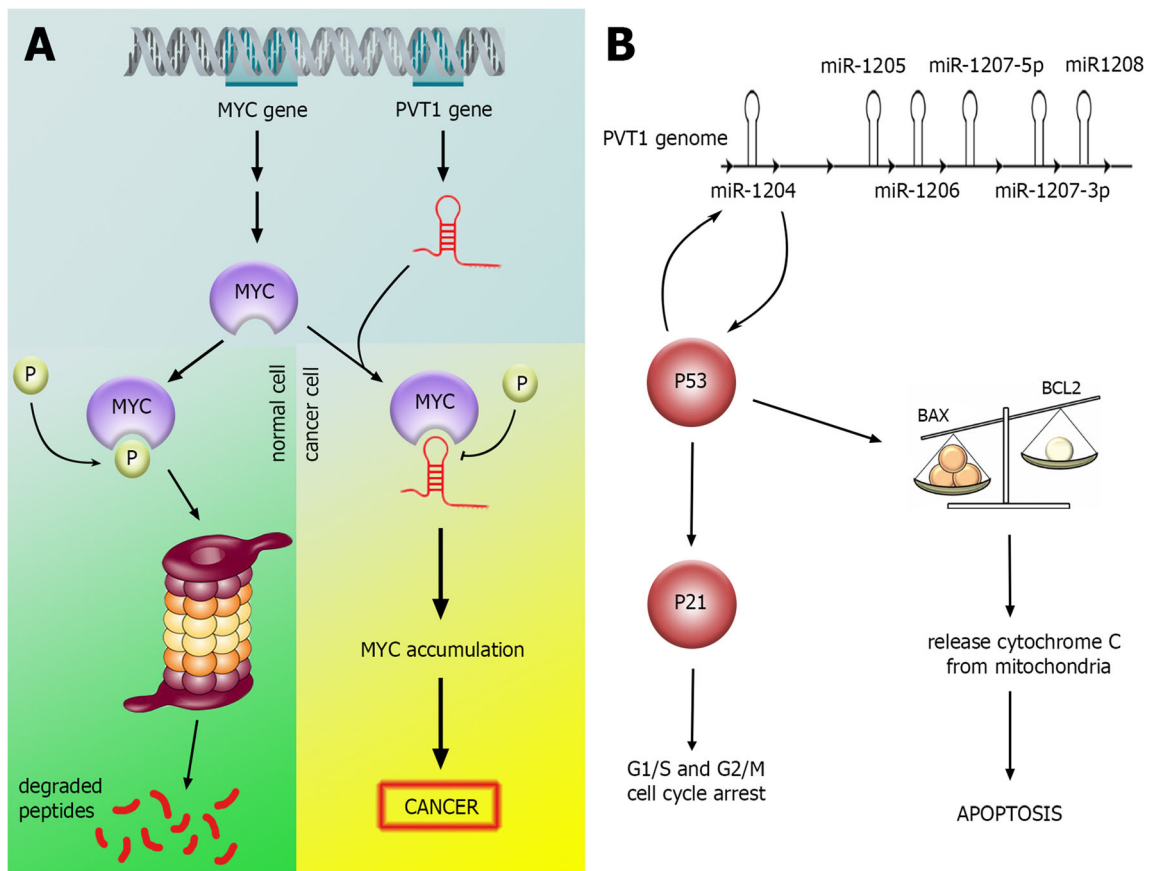 A
MYC gene
PVT1 gene
MYC
P
MYC
P
normal cell
cancer cell
MYC
P
MYC accumulation
CANCER
degraded
peptides
B
miR-1205
miR-1207-5p
miR1208
PVT1 genome
miR-1204
miR-1206
miR-1207-3p
P53
BAX
BCL2
P21
release cytochrome C
from mitochondria
G1/S and G2/M
cell cycle arrest
APOPTOSIS